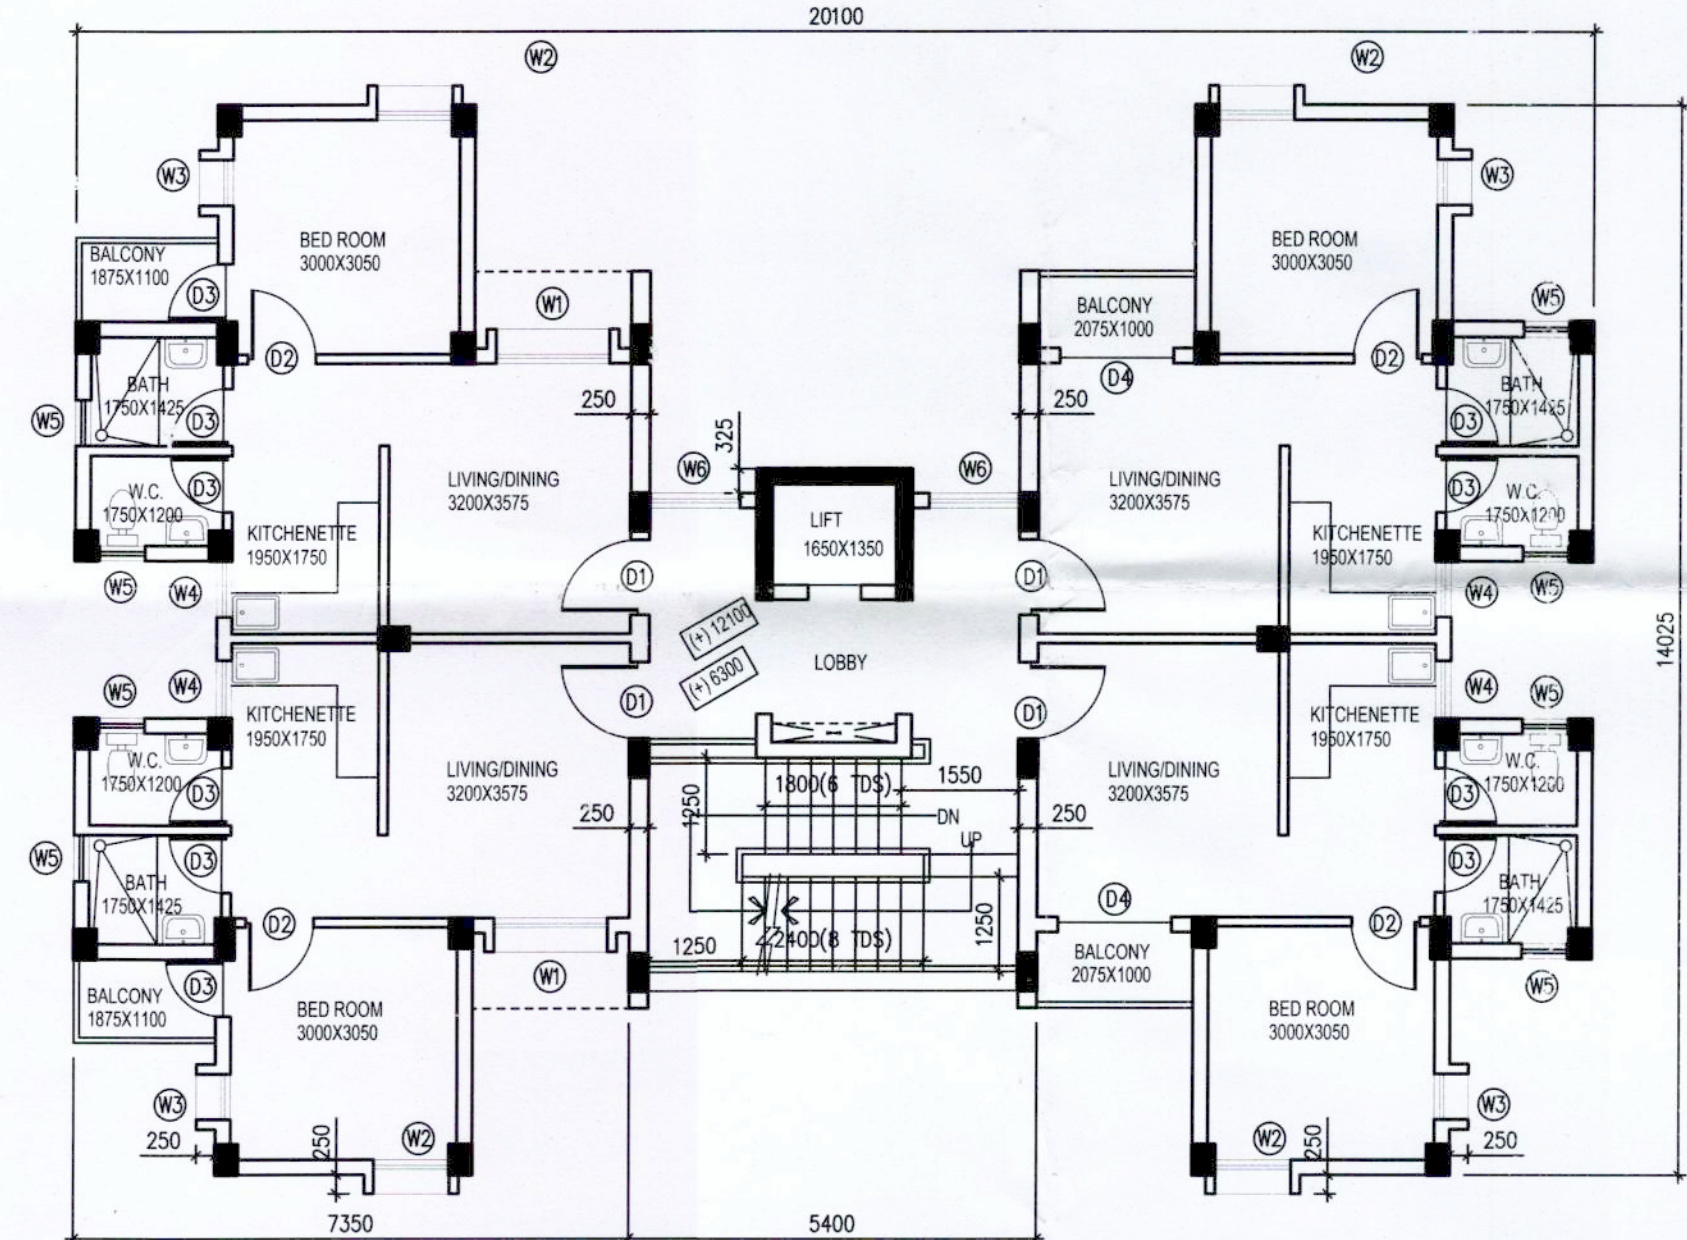 20100
W2
W2
W3
W3
BED ROOM
3000X3050
BED ROOM
3000X3050
BALCONY
1875X1100
D3
W1
BALCONY
2075X1000
W5
D2
D4
D2
BATH
1750X1425
D3
W5
250
250
BATH
1750X1425
D3
325
W6
W6
D3
W.C.
1750X1200
LIVING/DINING
3200X3575
LIVING/DINING
3200X3575
D3
W.C.
1750X1200
KITCHENETTE
1950X1750
LIFT
1650X1350
KITCHENETTE
1950X1750
W5
W4
D1
D1
W4
W5
(+) 12100
(+) 6300
LOBBY
14025
W5
W4
D1
D1
W4
W5
KITCHENETTE
1950X1750
KITCHENETTE
1950X1750
W.C.
1750X1200
D3
LIVING/DINING
3200X3575
1800(6 TDS)
1550
LIVING/DINING
3200X3575
W.C.
1750X1200
D3
250
1250
DN
250
UP
W5
D3
D3
BATH
1750X1425
BATH
1750X1425
D2
D4
D2
1250
2400(8 TDS)
1250
BALCONY
2075X1000
W1
D3
W5
BALCONY
1875X1100
BED ROOM
3000X3050
BED ROOM
3000X3050
W3
W3
250
250
W2
W2
250
250
7350
5400